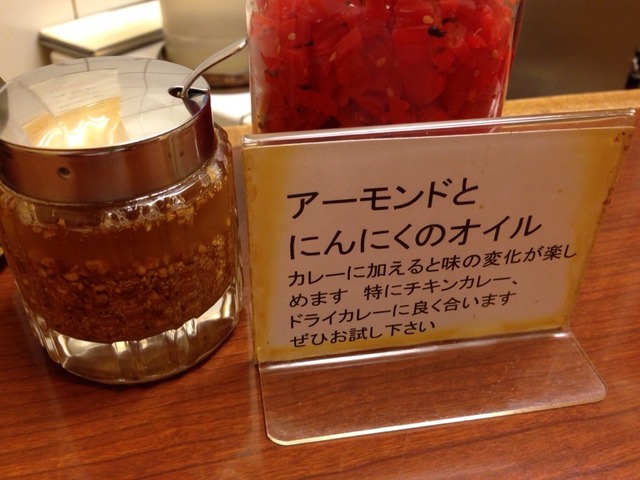 アーモンドと
にんにくのオイル
カレーに加えると味の変化が楽し
めます　特にチキンカレー、
ドライカレーに良く合います
ぜひお試し下さい